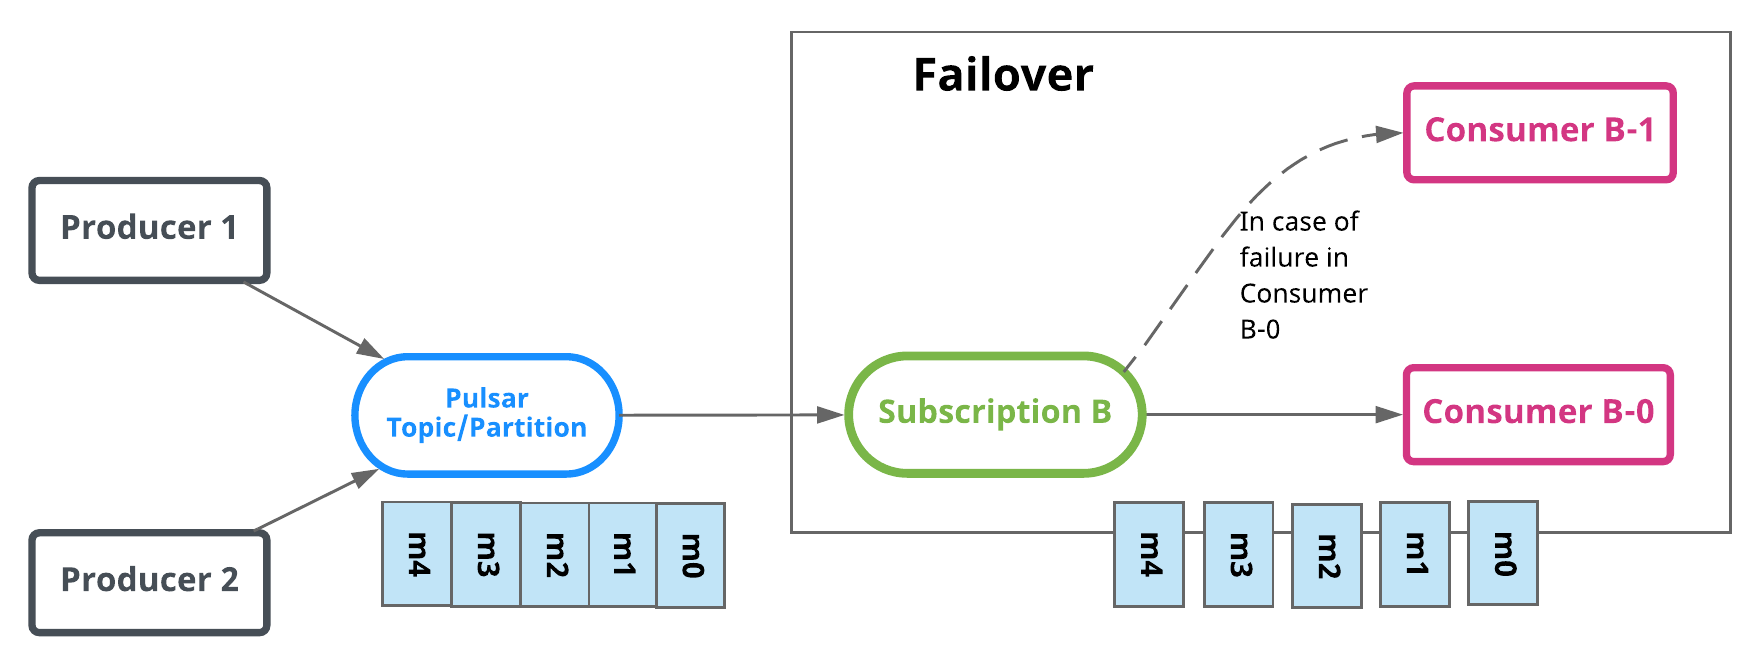 Failover
Consumer B-1
Producer 1
In case of
failure in
Consumer
B-0
Pulsar
Topic/Partition
Subscription B
Consumer B-0
Producer 2
m4
m3
m2
m1
m0
m4
m3
m2
m1
m0